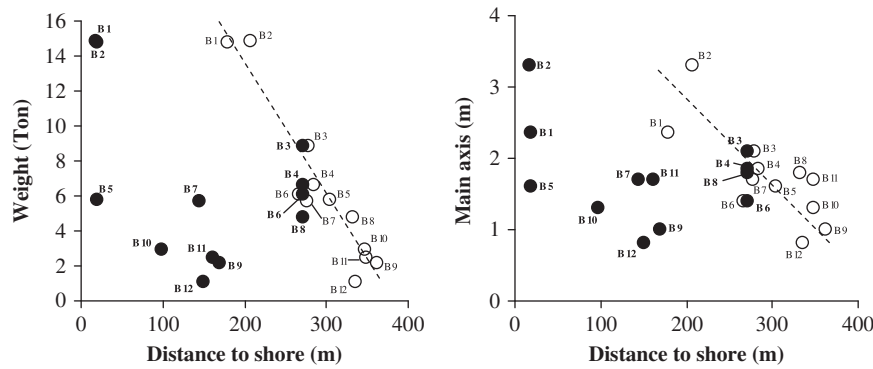 16
14
12
10
8
6
4
2
0
Weight (Ton)
0 100 200 300 400
Distance to shore (m)
B1
B2
B1
B2
B3
B3
B4
B4
B5
B7
B6
B6
B7
B5
B8
B8
B10
B11
B9
B12
B10
B11
B9
B12
4
3
2
1
0
Main axis (m)
0 100 200 300 400
Distance to shore (m)
B2
B2
B1
B1
B3
B3
B5
B7
B11
B4
B4
B8
B8
B7
B5
B11
B10
B9
B12
B6
B6
B10
B9
B12